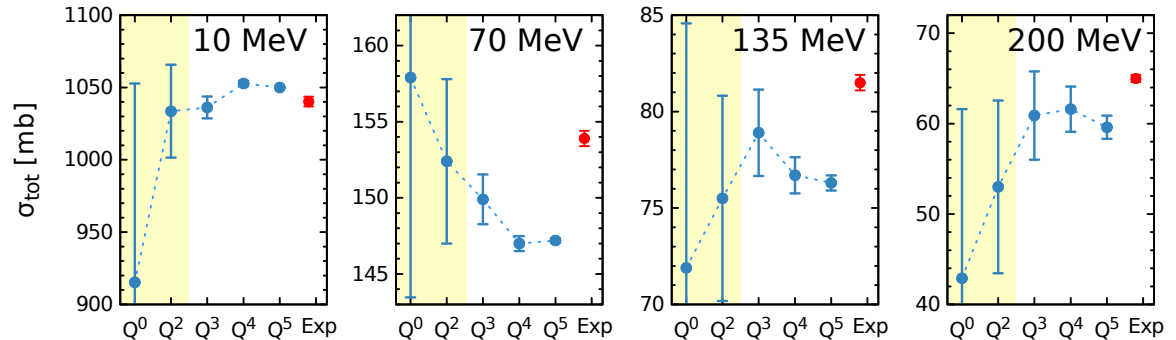 σtot [mb]
10 MeV
1100
1050
1000
950
900
Q⁰ Q² Q³ Q⁴ Q⁵ Exp
70 MeV
160
155
150
145
Q⁰ Q² Q³ Q⁴ Q⁵ Exp
135 MeV
85
80
75
70
Q⁰ Q² Q³ Q⁴ Q⁵ Exp
200 MeV
70
60
50
40
Q⁰ Q² Q³ Q⁴ Q⁵ Exp